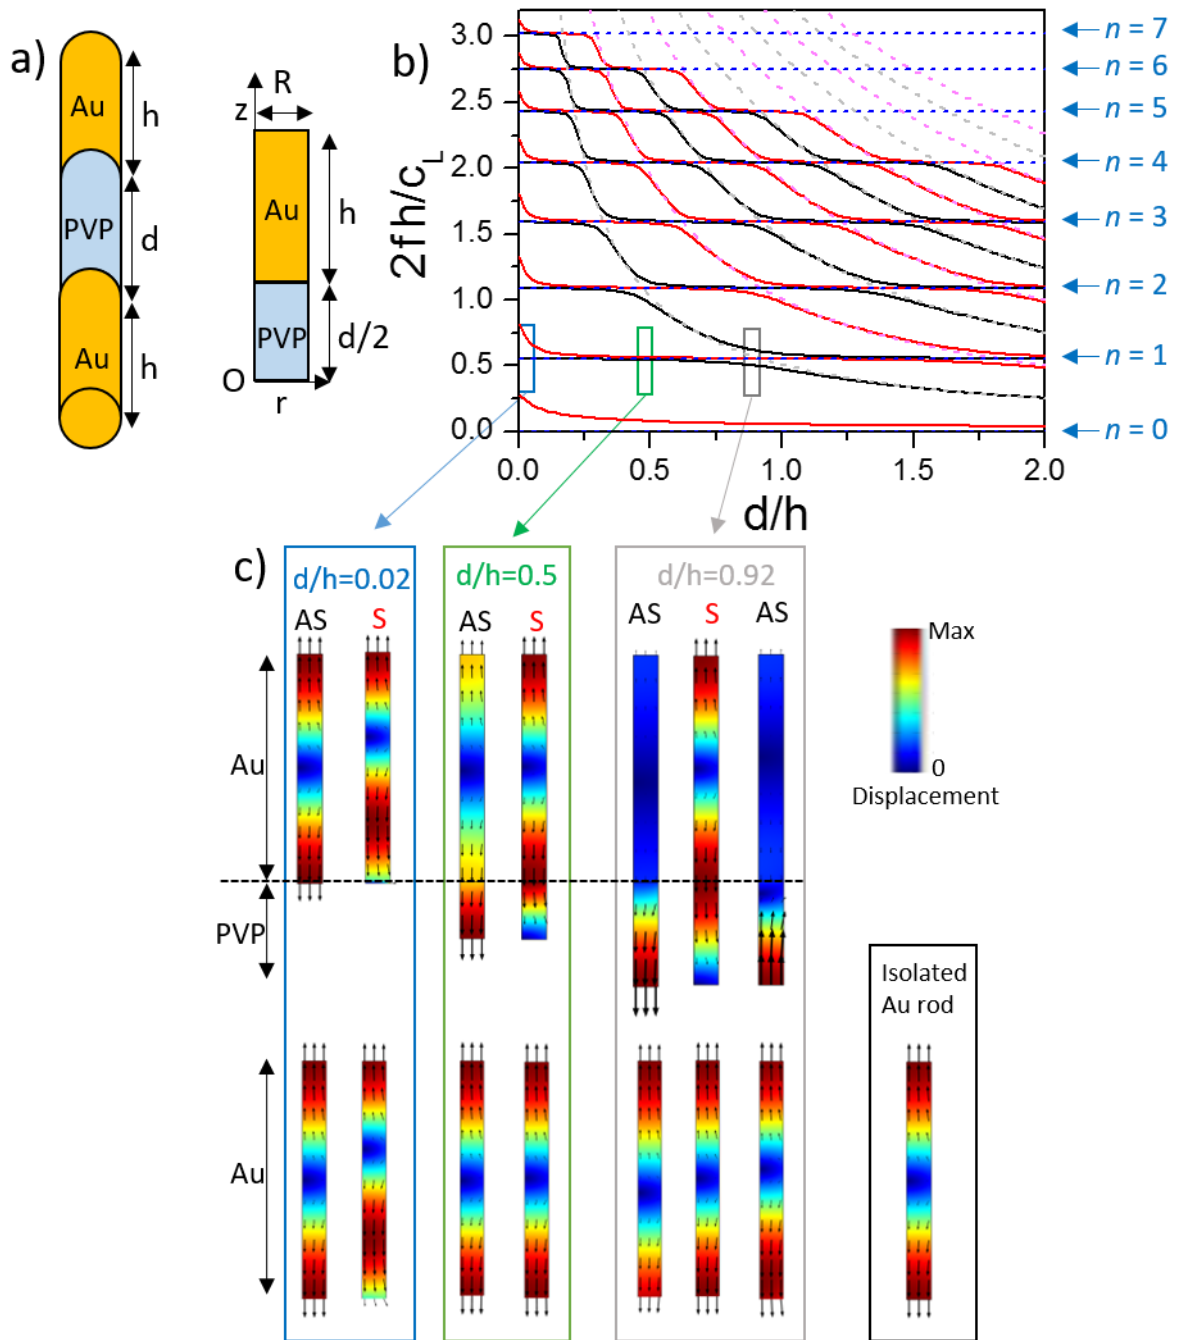 a)
Au
h
PVP
d
Au
h
z
R
Au
h
PVP
d/2
O
r
b)
2fh/cL
3.0
2.5
2.0
1.5
1.0
0.5
0.0
0.0 0.5 1.0 1.5 2.0
d/h
n = 7
n = 6
n = 5
n = 4
n = 3
n = 2
n = 1
n = 0
c)
d/h=0.02
AS S
d/h=0.5
AS S
d/h=0.92
AS S AS
Au
PVP
Au
Max
0
Displacement
Isolated
Au rod